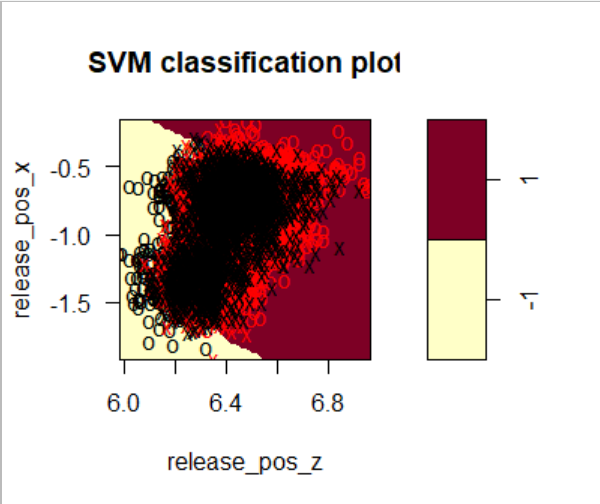 SVM classification plot
release_pos_x
-0.5
-1.0
-1.5
6.0 6.4 6.8
release_pos_z
1
-1